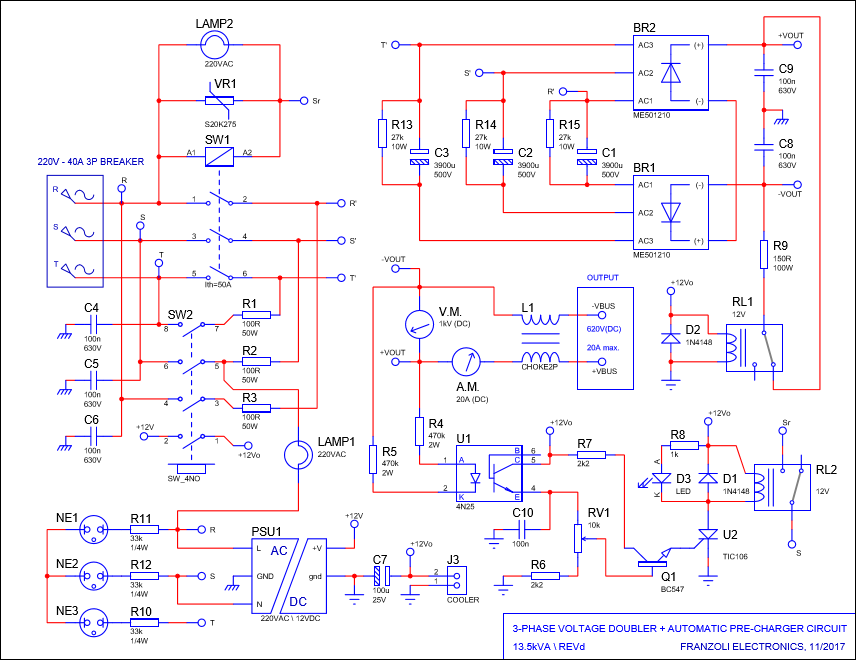 LAMP2
220VAC
VR1
S20K275
Sr
SW1
A1
A2
220V - 40A 3P BREAKER
R
S
T
R
S
T
1
2
3
4
5
6
Ith=50A
R'
S'
T'
C4
100n
630V
C5
100n
630V
C6
100n
630V
SW2
8
7
6
5
4
3
2
1
+12V
+12Vo
SW_4NO
R1
100R
50W
R2
100R
50W
R3
100R
50W
LAMP1
220VAC
NE1
NE2
NE3
R11
33k
1/4W
R12
33k
1/4W
R10
33k
1/4W
R
S
T
PSU1
L
AC
GND
N
+V
gnd
DC
220VAC \ 12VDC
+12V
C7
100u
25V
+12Vo
J3
2
1
COOLER
T'
S'
R'
R13
27k
10W
C3
3900u
500V
R14
27k
10W
C2
3900u
500V
R15
27k
10W
C1
3900u
500V
BR2
AC3
(+)
AC2
AC1
(-)
ME501210
BR1
AC1
(-)
AC2
AC3
(+)
ME501210
+VOUT
C9
100n
630V
C8
100n
630V
-VOUT
R9
150R
100W
-VOUT
V.M.
1kV (DC)
+VOUT
A.M.
20A (DC)
L1
CHOKE2P
OUTPUT
-VBUS
620V(DC)
20A max.
+VBUS
+12Vo
D2
1N4148
RL1
12V
R4
470k
2W
R5
470k
2W
U1
A
K
B
C
E
1
2
6
5
4
4N25
+12Vo
C10
100n
R7
2k2
RV1
10k
R6
2k2
Q1
BC547
+12Vo
R8
1k
A
K
D3
LED
D1
1N4148
U2
TIC106
Sr
RL2
12V
S
3-PHASE VOLTAGE DOUBLER + AUTOMATIC PRE-CHARGER CIRCUIT
13.5kVA \ REVd
FRANZOLI ELECTRONICS, 11/2017